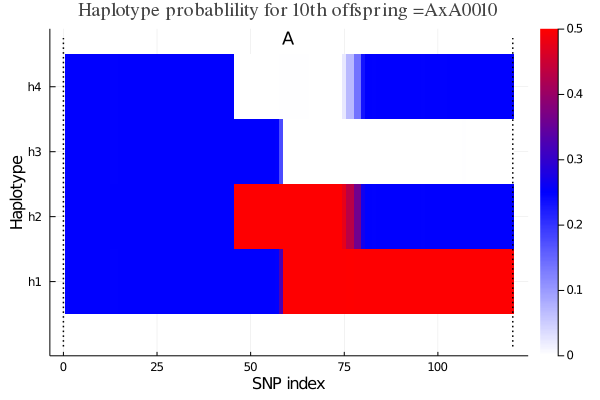 Haplotype probablility for 10th offspring =AxA0010
A
0.5
h4
0.4
h3
0.3
Haplotype
h2
0.2
h1
0.1
0
0 25 50 75 100
SNP index